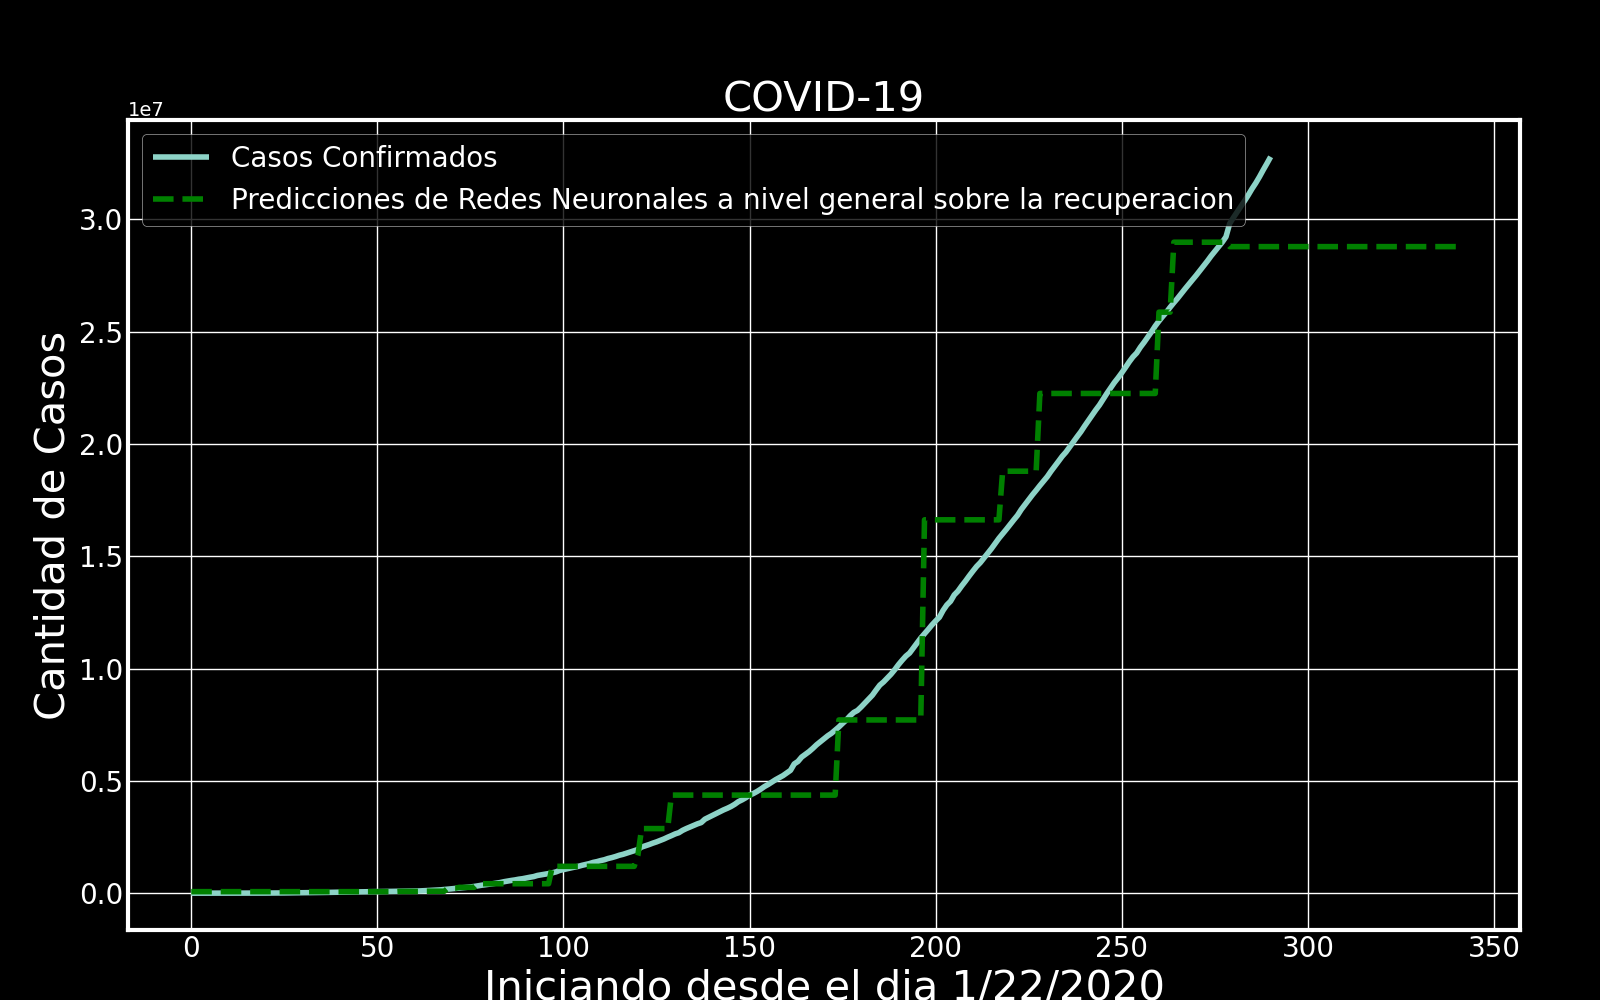 COVID-19
1e7
Casos Confirmados
Predicciones de Redes Neuronales a nivel general sobre la recuperacion
Cantidad de Casos
3.0
2.5
2.0
1.5
1.0
0.5
0.0
0 50 100 150 200 250 300 350
Iniciando desde el dia 1/22/2020